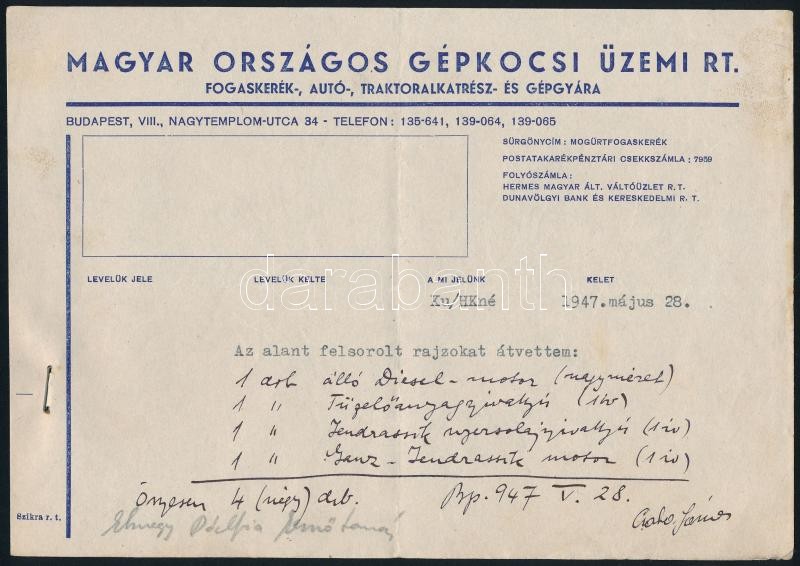 MAGYAR ORSZÁGOS GÉPKOCSI ÜZEMI RT.
FOGASKERÉK-, AUTÓ-, TRAKTORALKATRÉSZ- ÉS GÉPGYÁRA
BUDAPEST, VIII., NAGYTEMPLOM-UTCA 34 - TELEFON: 135-641, 139-064, 139-065
SÜRGÖNYCÍM: MOGÜRTFOGASKERÉK
POSTATAKARÉKPÉNZTÁRI CSEKKSZÁMLA: 7959
FOLYÓSZÁMLA:
HERMES MAGYAR ÁLT. VÁLTÓÜZLET R.T.
DUNAVÖLGYI BANK ÉS KERESKEDELMI R. T.
LEVELÜK JELE LEVELÜK KELTE A MI JELÜNK KELET
darabanth
Ku/HKné 1947.május 28.
Az alant felsorolt rajzokat átvettem:
1 drb álló Diesel-motor (nagyméret)
1 " (1 ív)
1 " Jendrassik nyersolajszivattyú (1 ív)
1 " Ganz-Jendrassik motor (1 ív)
Összesen 4 (négy) drb. Bp. 947 V. 28.
Szikra r. t.